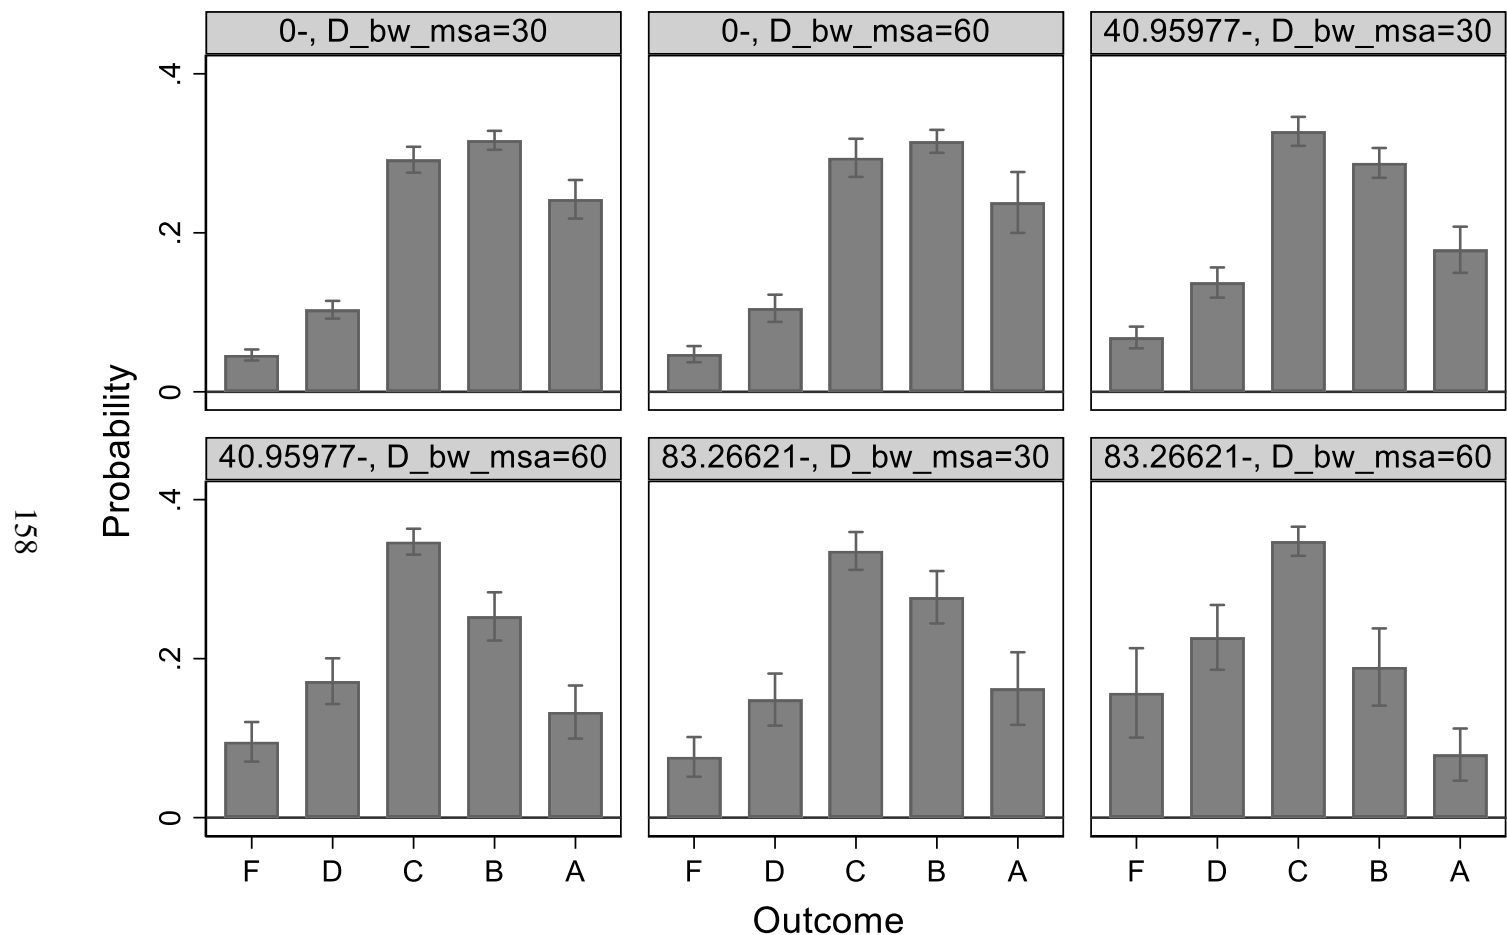 0-, D_bw_msa=30
0-, D_bw_msa=60
40.95977-, D_bw_msa=30
.4
.2
0
40.95977-, D_bw_msa=60
83.26621-, D_bw_msa=30
83.26621-, D_bw_msa=60
.4
.2
0
Probability
F D C B A
F D C B A
F D C B A
Outcome
158